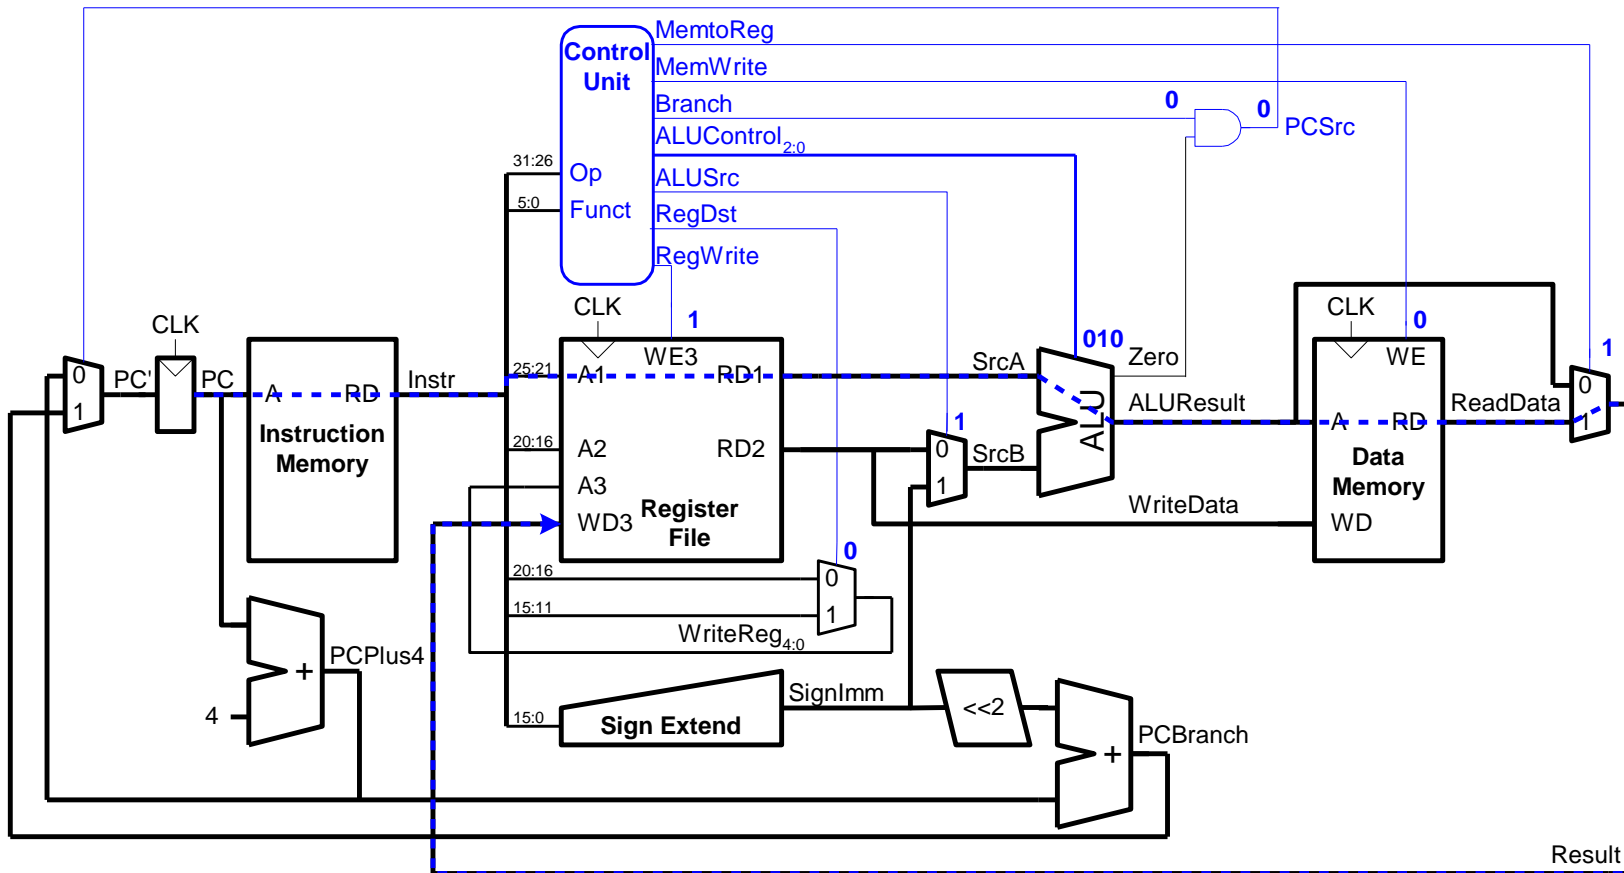 MemtoReg
Control
Unit
MemWrite
Branch
0
0
PCSrc
ALUControl2:0
31:26
Op
ALUSrc
5:0
Funct
RegDst
RegWrite
CLK
CLK
1
010
Zero
CLK
0
1
0
PC'
PC
A
RD
Instr
25:21
A1
WE3
RD1
SrcA
ALU
ALUResult
A
RD
WE
ReadData
0
1
1
Instruction
Memory
20:16
A2
RD2
1
0
SrcB
1
Data
Memory
A3
Register
File
WD3
WriteData
WD
20:16
0
0
15:11
1
WriteReg4:0
PCPlus4
+
4
15:0
Sign Extend
SignImm
<<2
+
PCBranch
Result